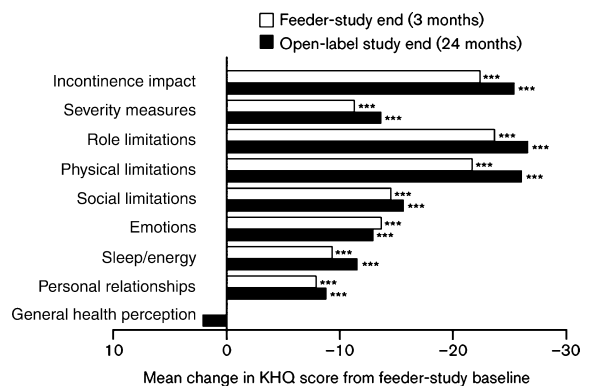 Feeder-study end (3 months)
Open-label study end (24 months)
Incontinence impact ***
***
Severity measures ***
***
Role limitations ***
***
Physical limitations ***
***
Social limitations ***
***
Emotions ***
***
Sleep/energy ***
***
Personal relationships ***
***
General health perception
10 0 –10 –20 –30
Mean change in KHQ score from feeder-study baseline